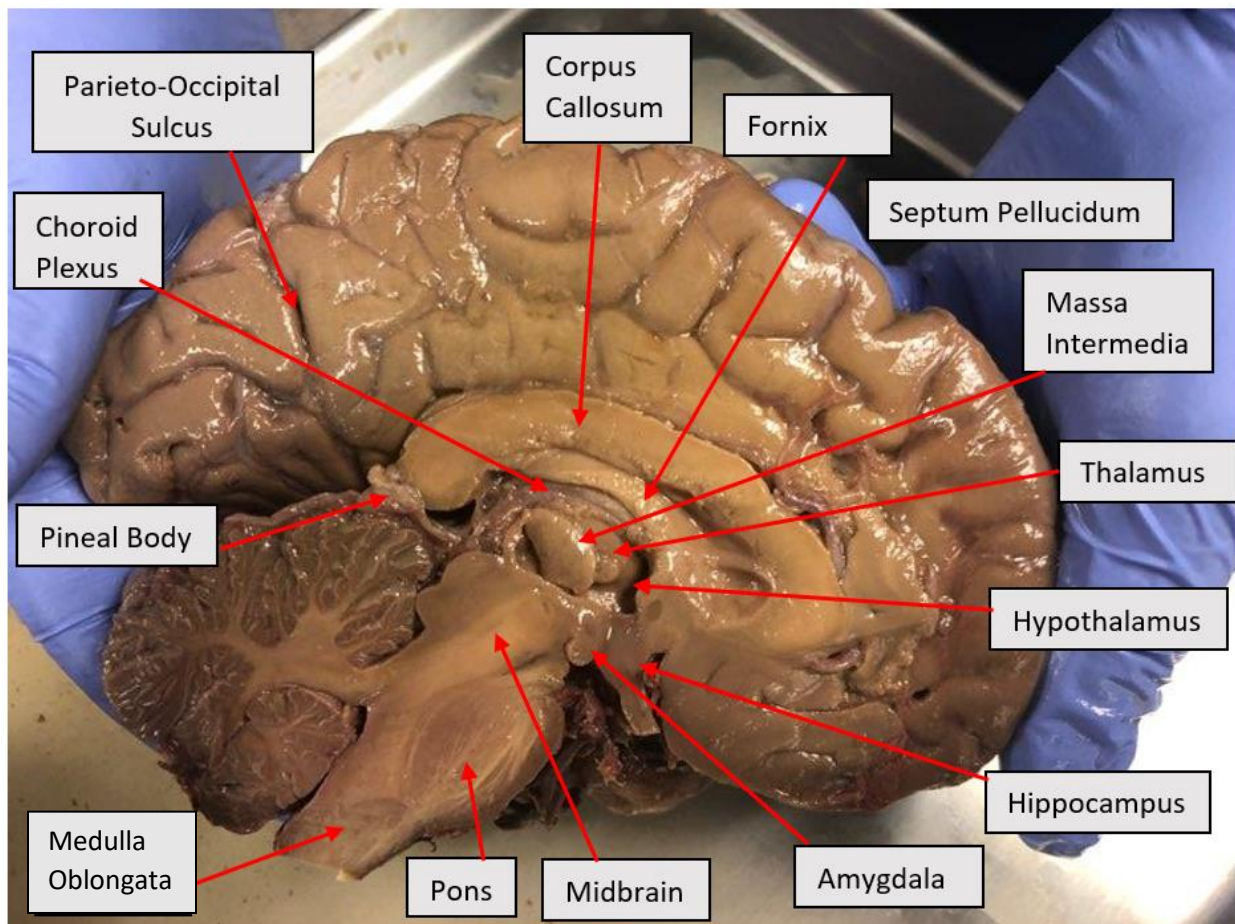 Parieto-Occipital
Sulcus
Corpus
Callosum
Fornix
Septum Pellucidum
Choroid
Plexus
Massa
Intermedia
Thalamus
Pineal Body
Hypothalamus
Hippocampus
Medulla
Oblongata
Pons
Midbrain
Amygdala